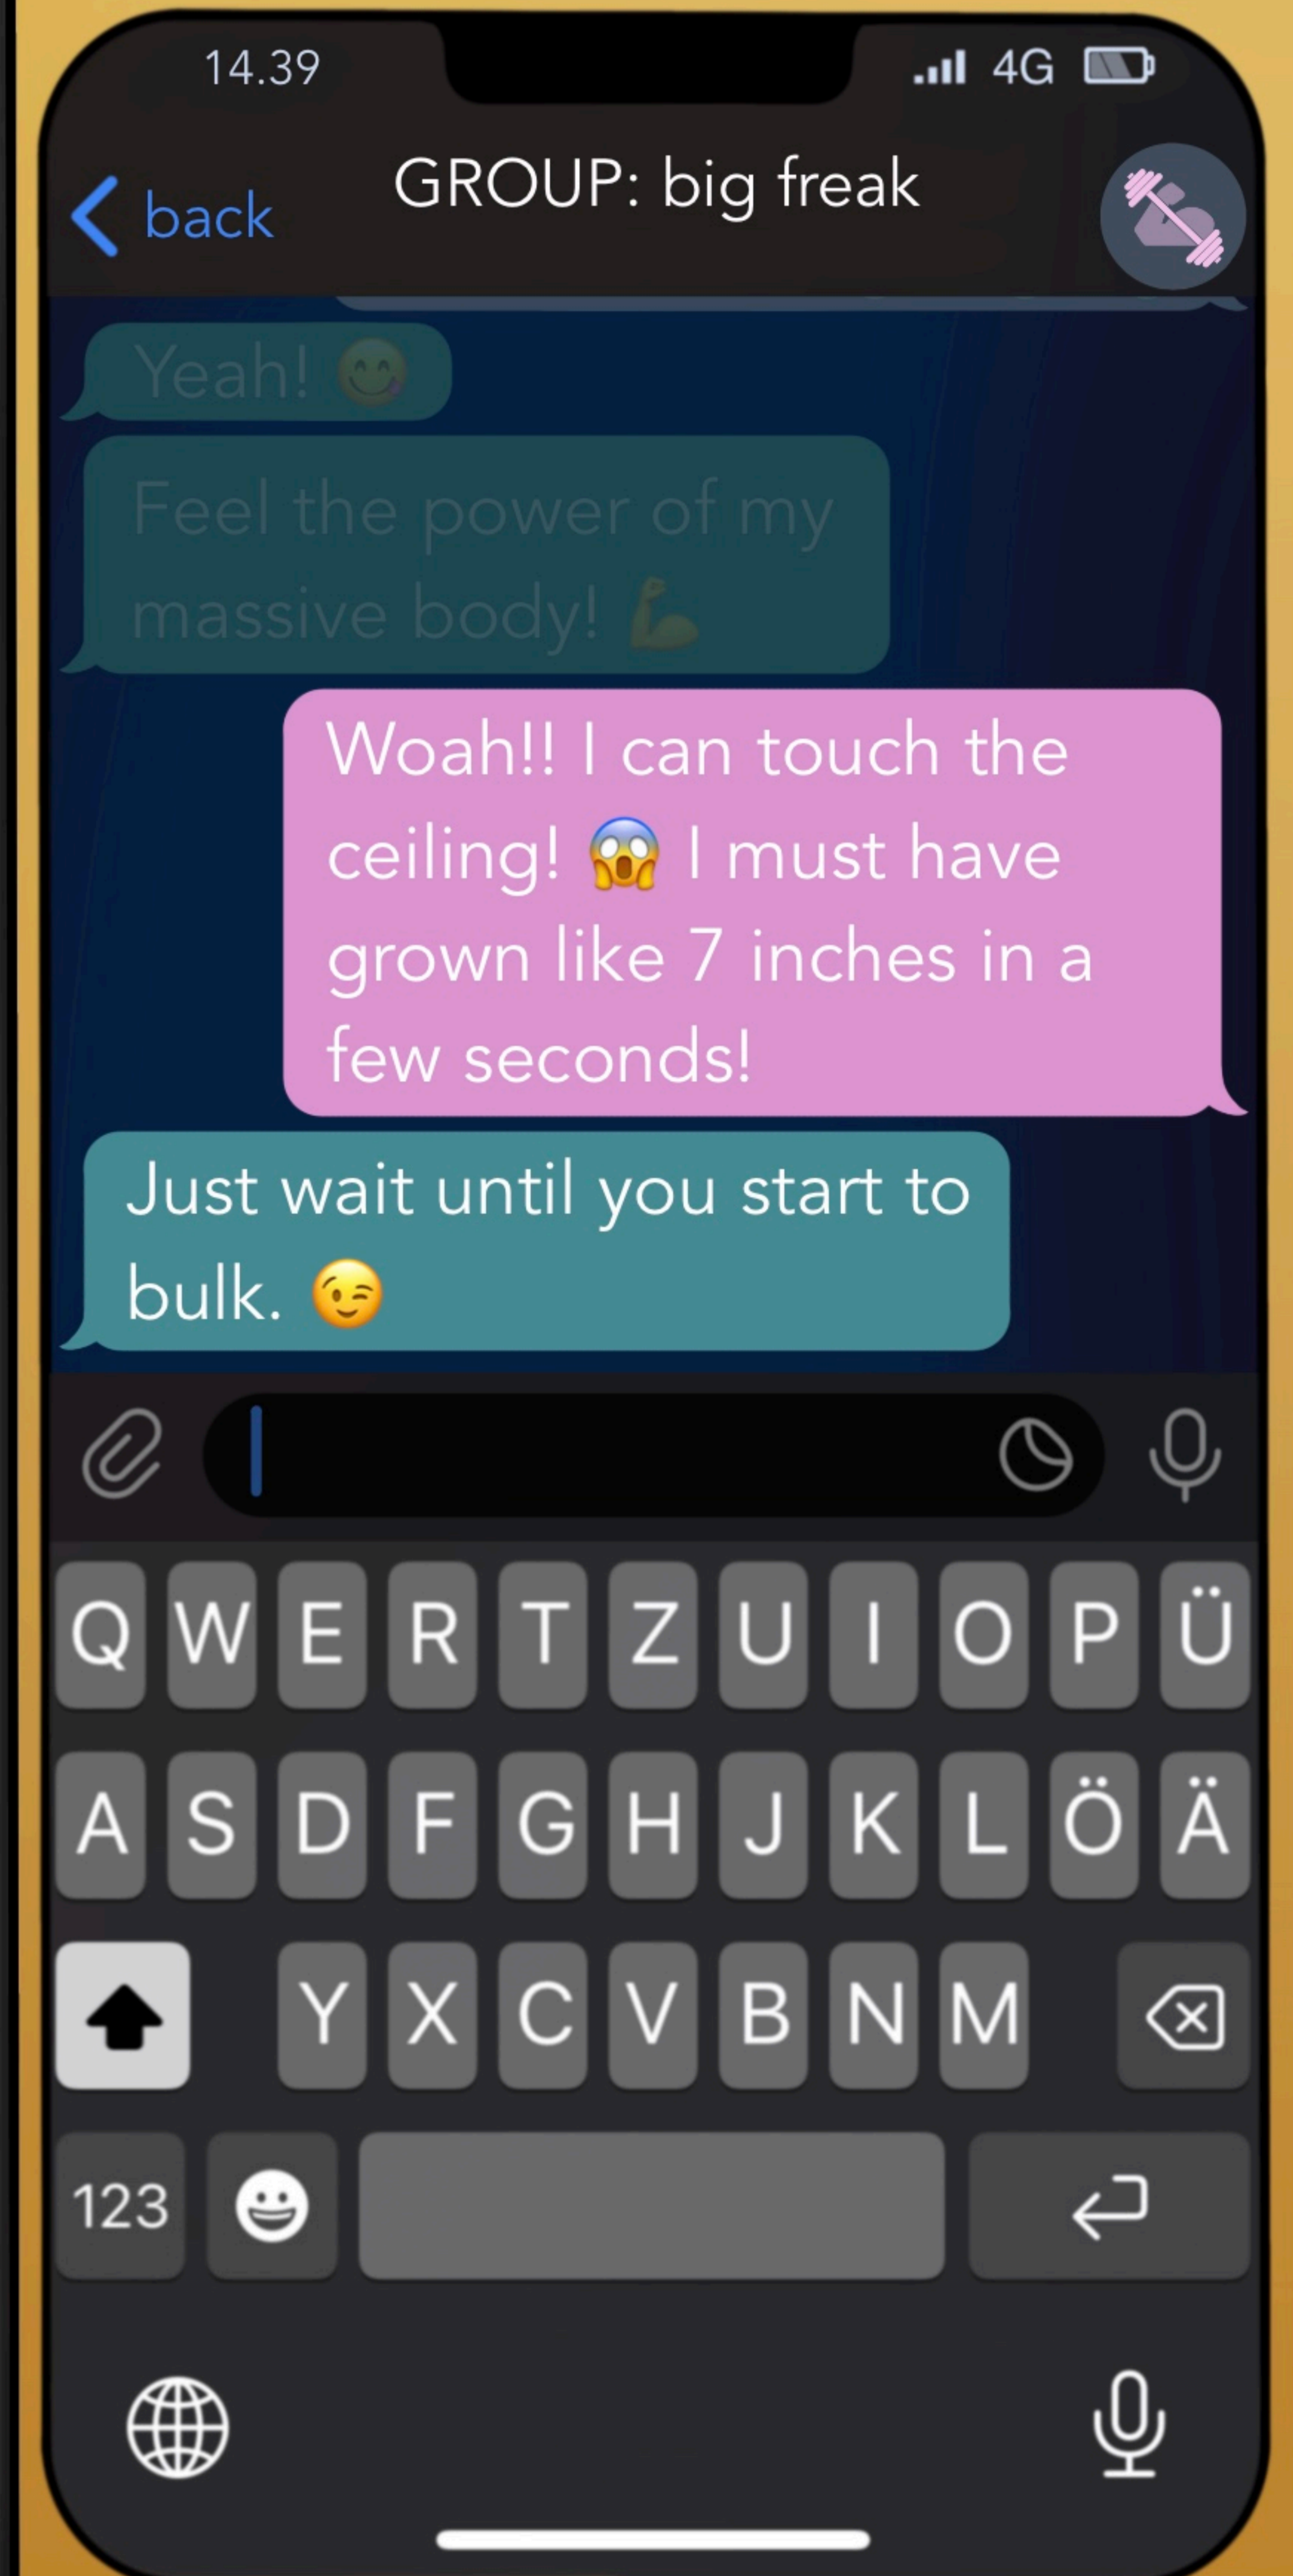 14.39 4G
back GROUP: big freak
Yeah! 😋
Feel the power of my
massive body! 💪
Woah!! I can touch the
ceiling! 😱 I must have
grown like 7 inches in a
few seconds!
Just wait until you start to
bulk. 😉
Q W E R T Z U I O P Ü
A S D F G H J K L Ö Ä
Y X C V B N M
123